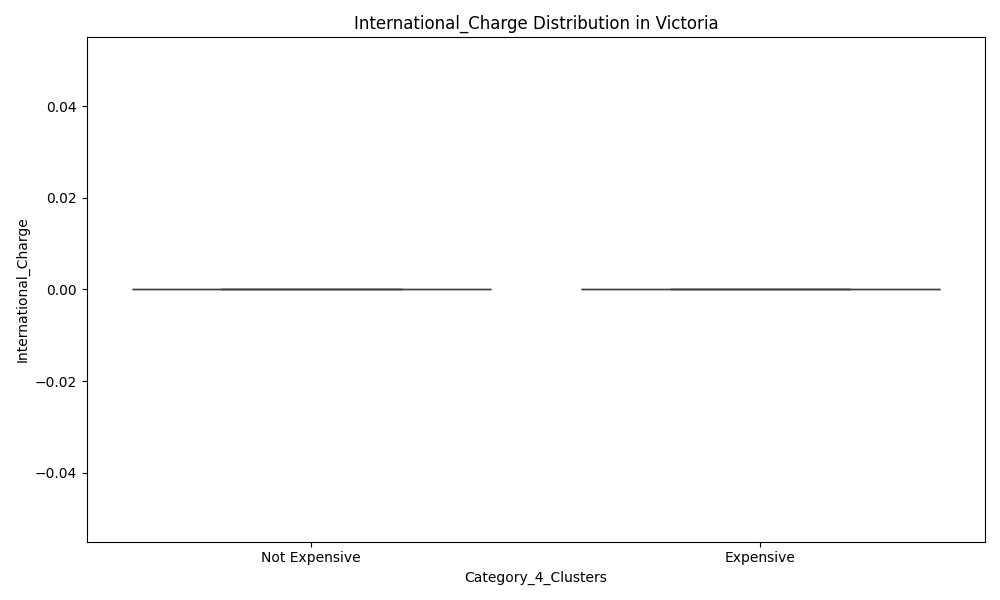 International_Charge Distribution in Victoria
International_Charge
0.04
0.02
0.00
−0.02
−0.04
Not Expensive
Expensive
Category_4_Clusters